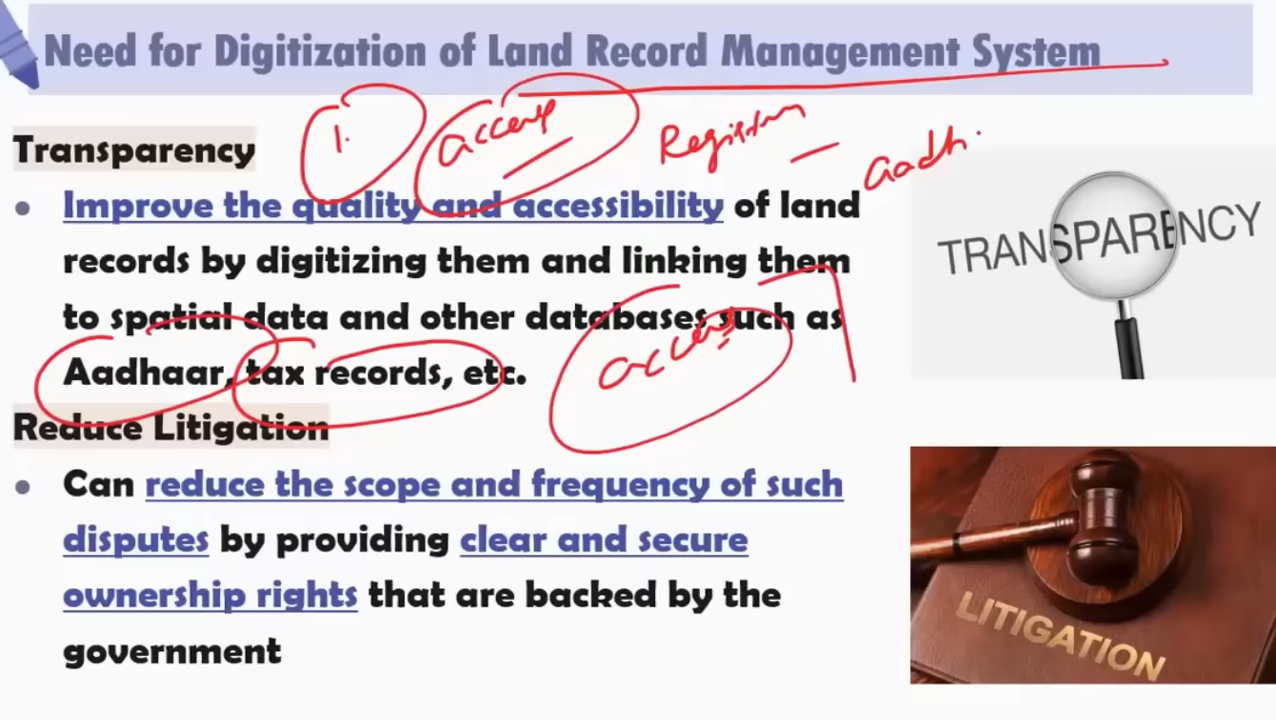 Need for Digitization of Land Record Management System
1.
access
Aadh.
Transparency
• Improve the quality and accessibility of land
records by digitizing them and linking them
to spatial data and other databases such as
Aadhaar, tax records, etc.
access
TRANSPARENCY
Reduce Litigation
• Can reduce the scope and frequency of such
disputes by providing clear and secure
ownership rights that are backed by the
government
LITIGATION